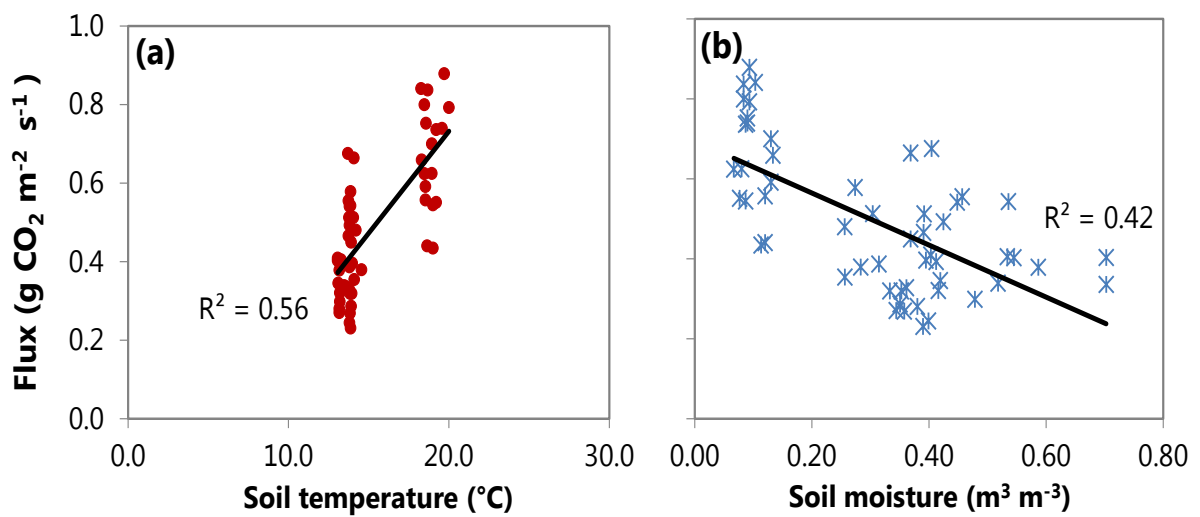 Flux (g CO₂ m⁻² s⁻¹)
1.0
0.8
0.6
0.4
0.2
0.0
(a)
R² = 0.56
0.0 10.0 20.0 30.0
Soil temperature (°C)
(b)
R² = 0.42
0.00 0.20 0.40 0.60 0.80
Soil moisture (m³ m⁻³)